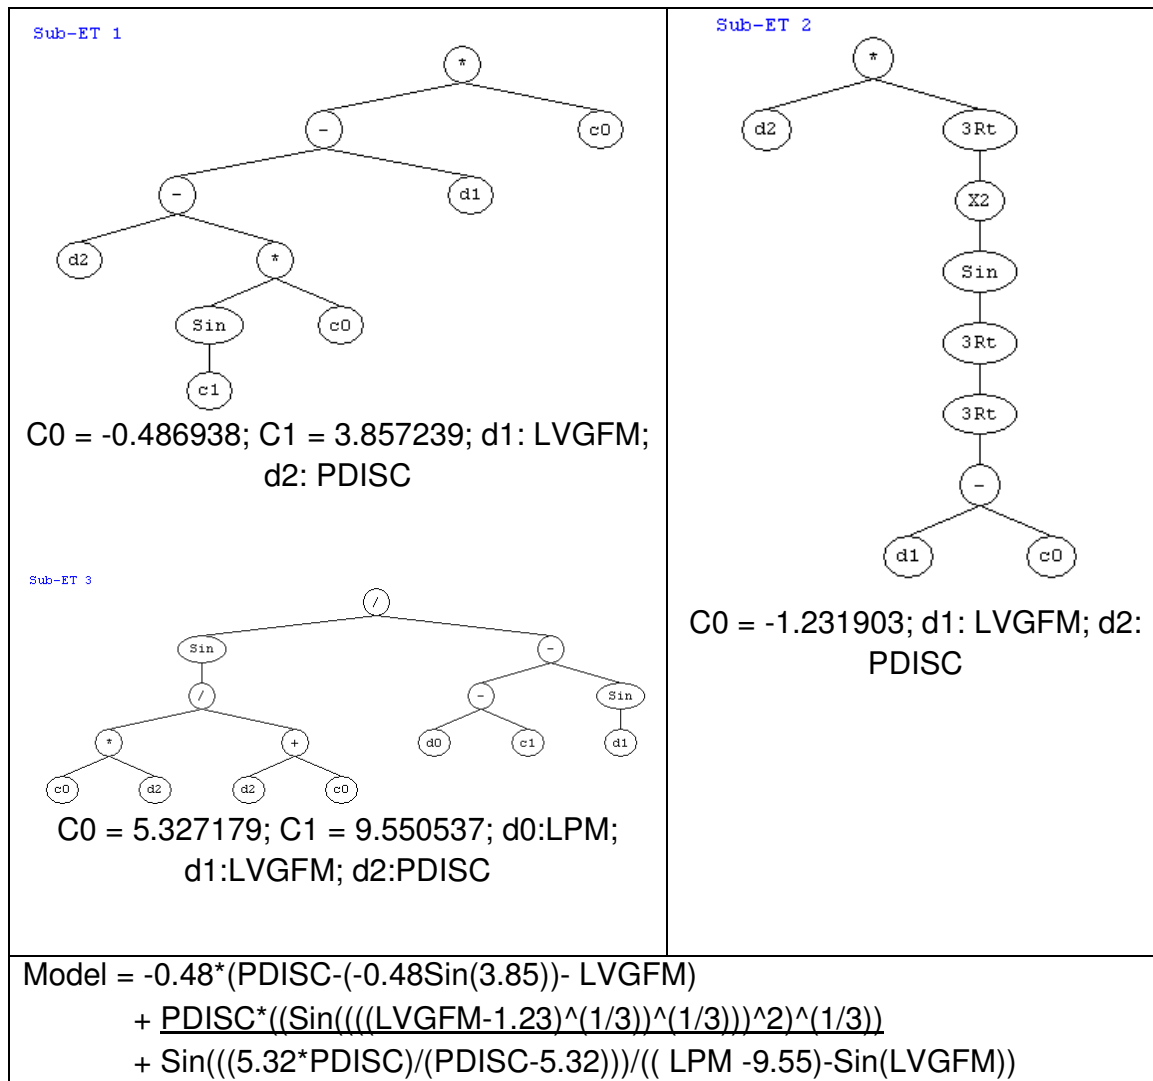 Sub-ET 1
*
- c0
- d1
d2 *
Sin c0
c1
C0 = -0.486938; C1 = 3.857239; d1: LVGFM;
d2: PDISC
Sub-ET 3
/
Sin -
/ - Sin
* + d0 c1 d1
c0 d2 d2 c0
C0 = 5.327179; C1 = 9.550537; d0:LPM;
d1:LVGFM; d2:PDISC
Sub-ET 2
*
d2 3Rt
X2
Sin
3Rt
3Rt
-
d1 c0
C0 = -1.231903; d1: LVGFM; d2:
PDISC
Model = -0.48*(PDISC-(-0.48Sin(3.85))- LVGFM)
+ PDISC*((Sin((((LVGFM-1.23)^(1/3))^(1/3)))^2)^(1/3))
+ Sin(((5.32*PDISC)/(PDISC-5.32)))/(( LPM -9.55)-Sin(LVGFM))